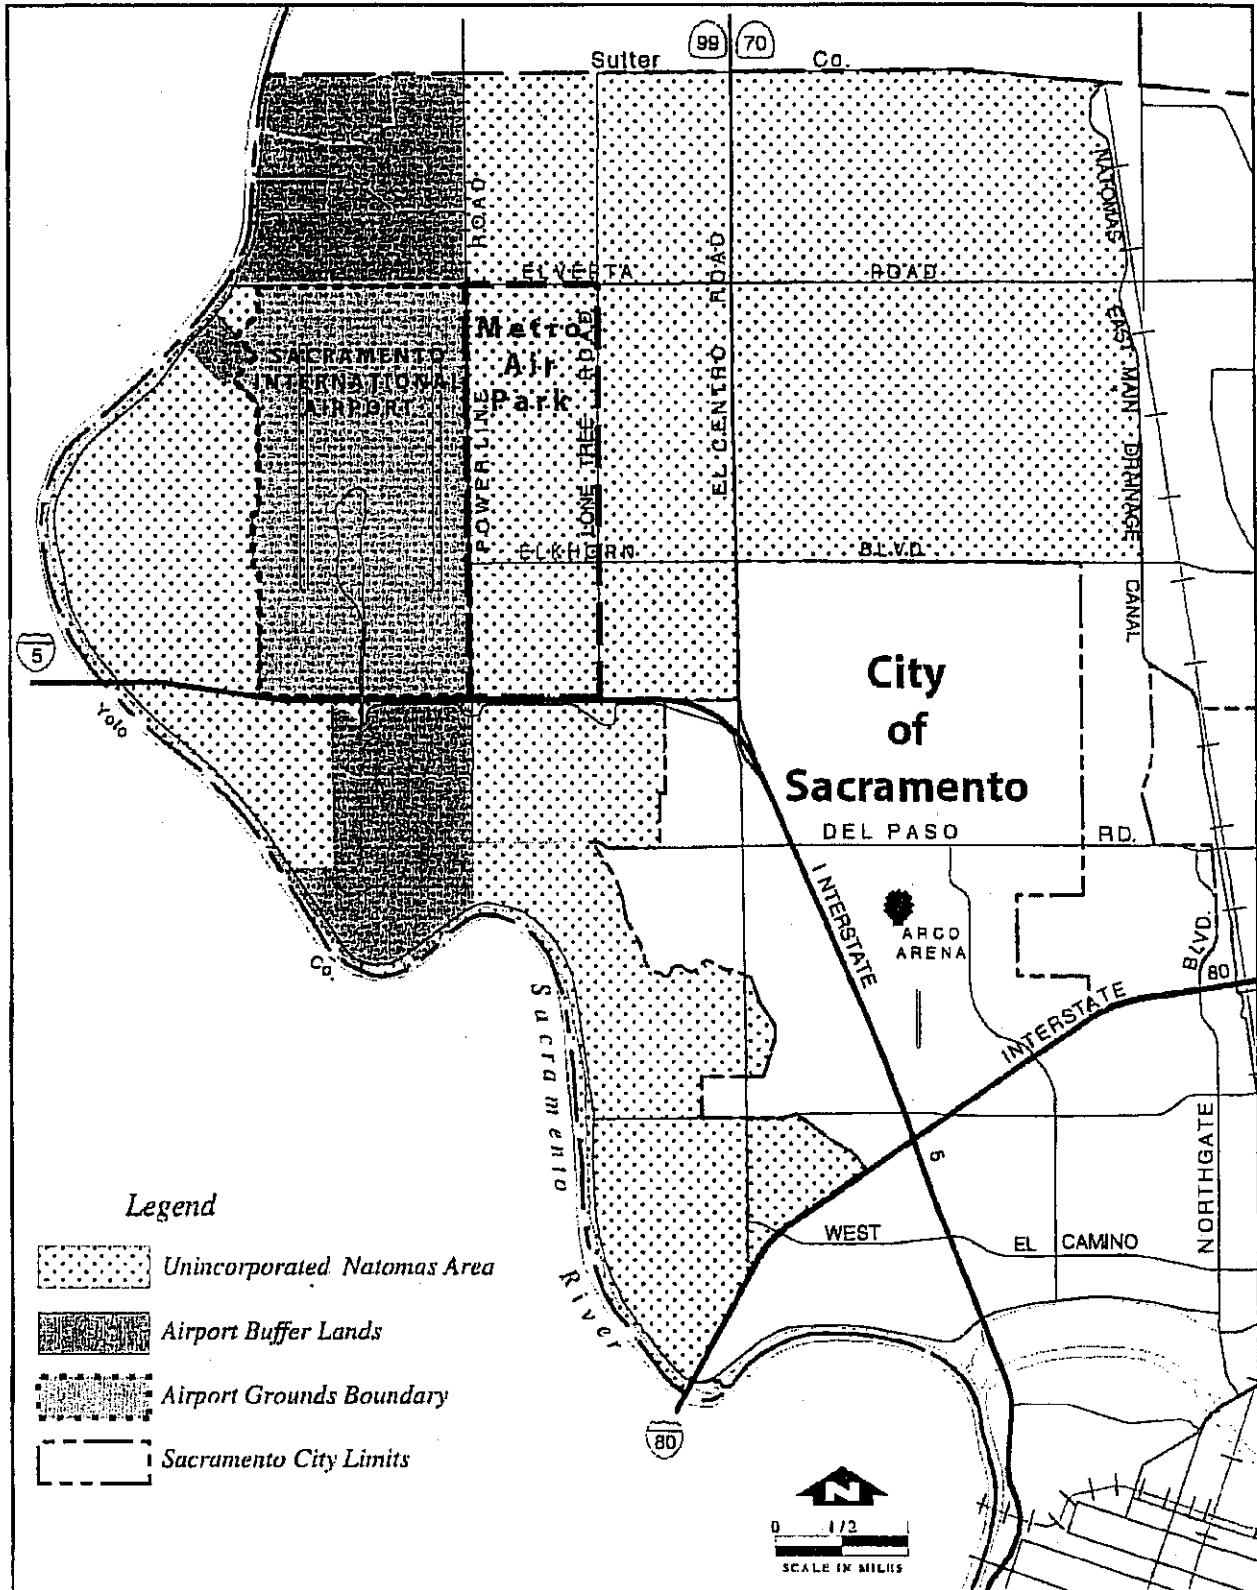 99 70
Sutter Co.
NATOMAS EAST MAIN DRAINAGE CANAL
ROAD
ELVERTA ROAD
EL CENTRO ROAD
Metro
Air
Park
SACRAMENTO
INTERNATIONAL
AIRPORT
POWERLINE
LONE TREE ROAD
ELKHORN BLVD.
5
Yolo
Co.
City
of
Sacramento
DEL PASO RD.
INTERSTATE
5
ARCO
ARENA
BLVD.
80
INTERSTATE
Sacramento
River
NORTHGATE
WEST EL CAMINO
80
Legend
Unincorporated Natomas Area
Airport Buffer Lands
Airport Grounds Boundary
Sacramento City Limits
N
0 1/2 1
SCALE IN MILES